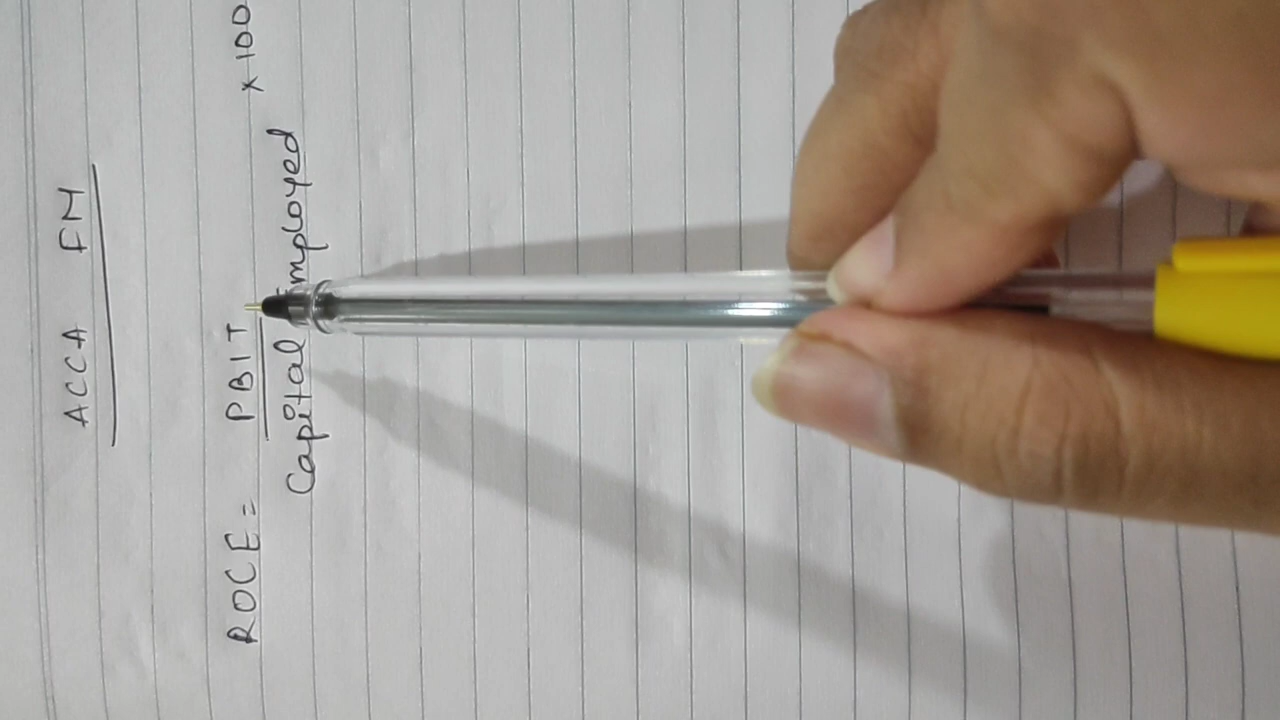 ACCA FM
ROCE = PBIT
Capital Employed × 100